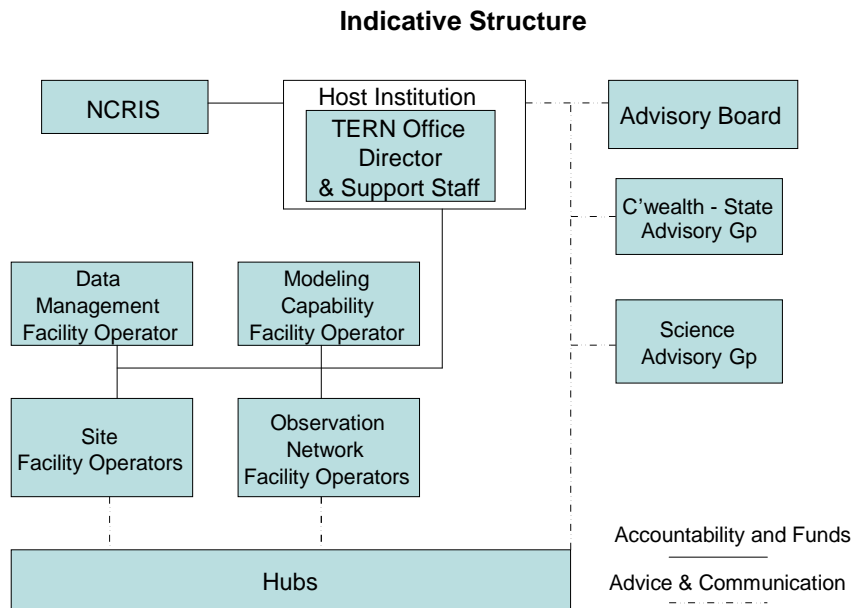 Indicative Structure
NCRIS
Host Institution
TERN Office
Director
& Support Staff
Advisory Board
C'wealth - State
Advisory Gp
Science
Advisory Gp
Data
Management
Facility Operator
Modeling
Capability
Facility Operator
Site
Facility Operators
Observation
Network
Facility Operators
Hubs
Accountability and Funds
Advice & Communication